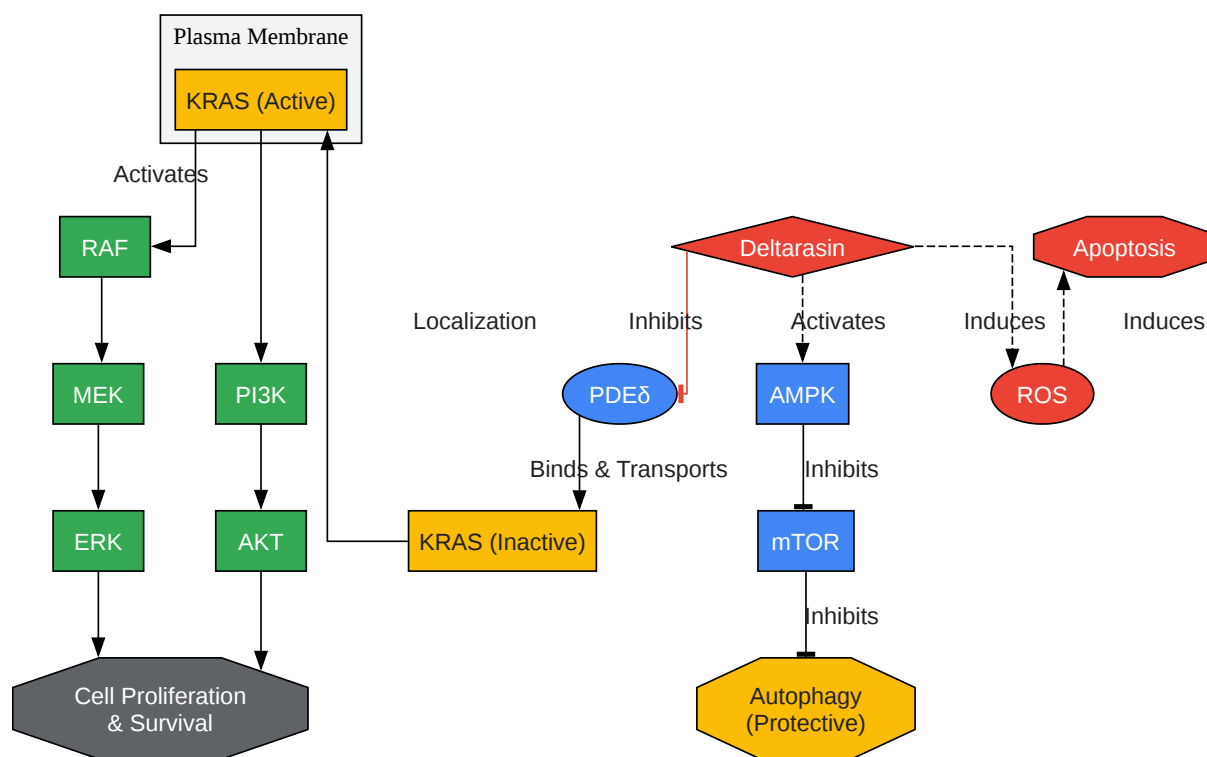 Plasma Membrane
KRAS (Active)
Activates
RAF
Deltarasin
Apoptosis
Localization
Inhibits
Activates
Induces
Induces
MEK
PI3K
PDEδ
AMPK
ROS
Binds & Transports
Inhibits
ERK
AKT
KRAS (Inactive)
mTOR
Inhibits
Cell Proliferation
& Survival
Autophagy
(Protective)